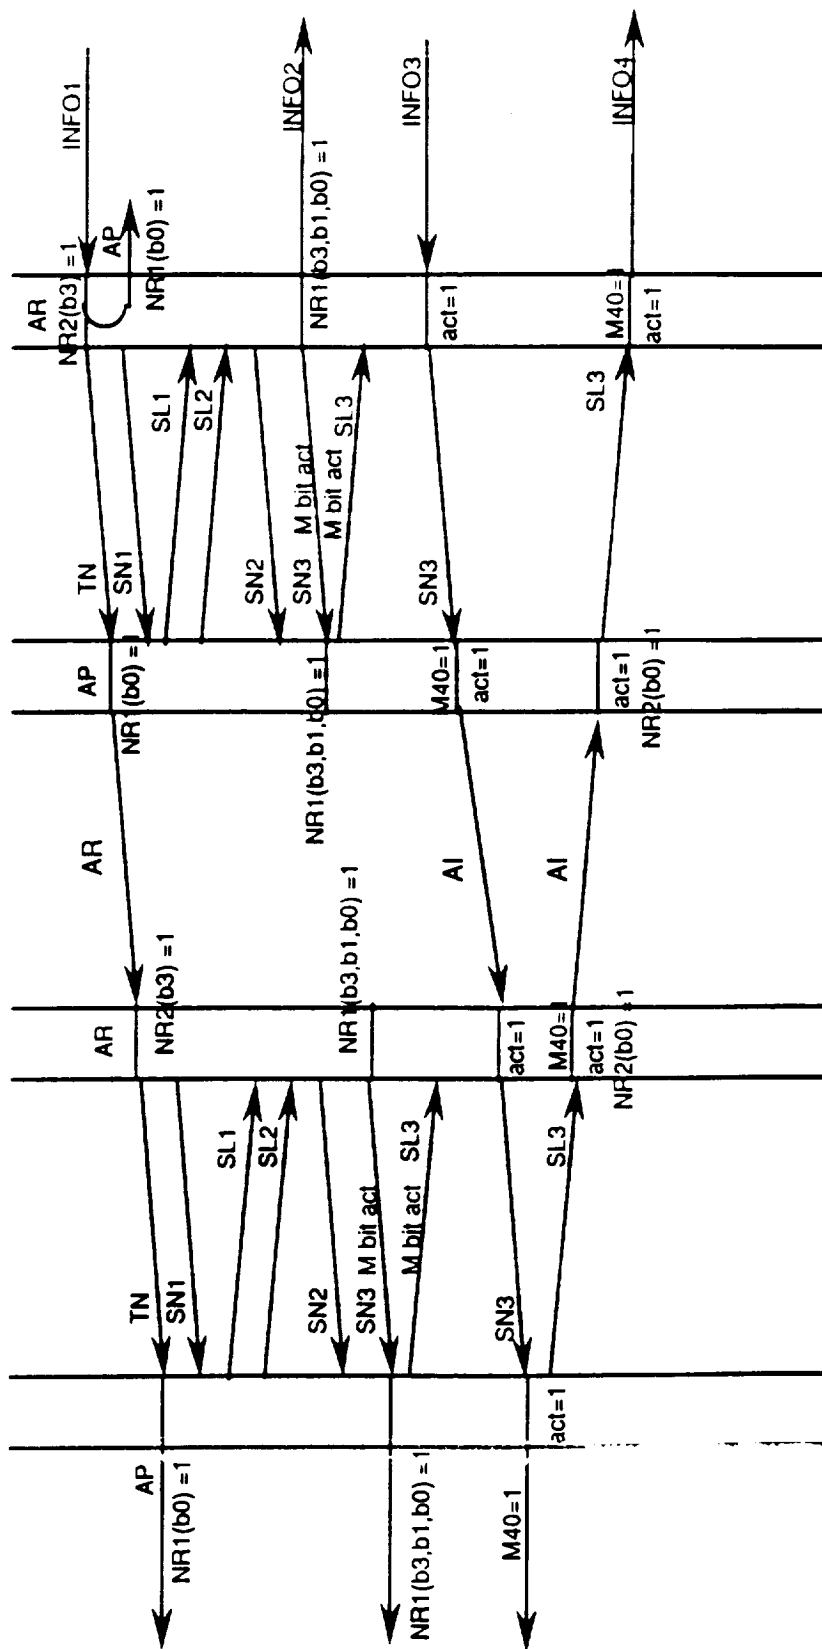 INFO1
AR
NR2(b3) =1
AP
NR1(b0) =1
INFO2
NR1(b3,b1,b0) =1
INFO3
act=1
INFO4
M40=1
act=1
TN
SN1
SL1
SL2
SN2
SN3
M bit act
M bit act
SL3
SN3
SL3
AP
NR1(b0) =1
NR1(b3,b1,b0) =1
M40=1
act=1
act=1
NR2(b0) =1
AR
AI
AI
AR
NR2(b3) =1
NR1(b3,b1,b0) =1
act=1
M40=1
act=1
NR2(b0) =1
TN
SN1
SL1
SL2
SN2
SN3
M bit act
M bit act
SL3
SN3
SL3
AP
NR1(b0) =1
NR1(b3,b1,b0) =1
M40=1
act=1